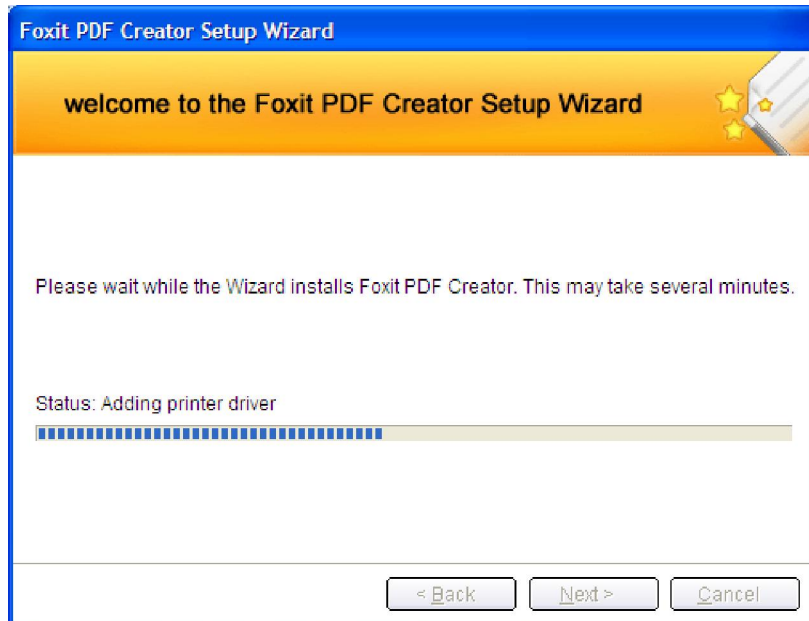 Foxit PDF Creator Setup Wizard
welcome to the Foxit PDF Creator Setup Wizard
Please wait while the Wizard installs Foxit PDF Creator. This may take several minutes.
Status: Adding printer driver
< Back Next > Cancel